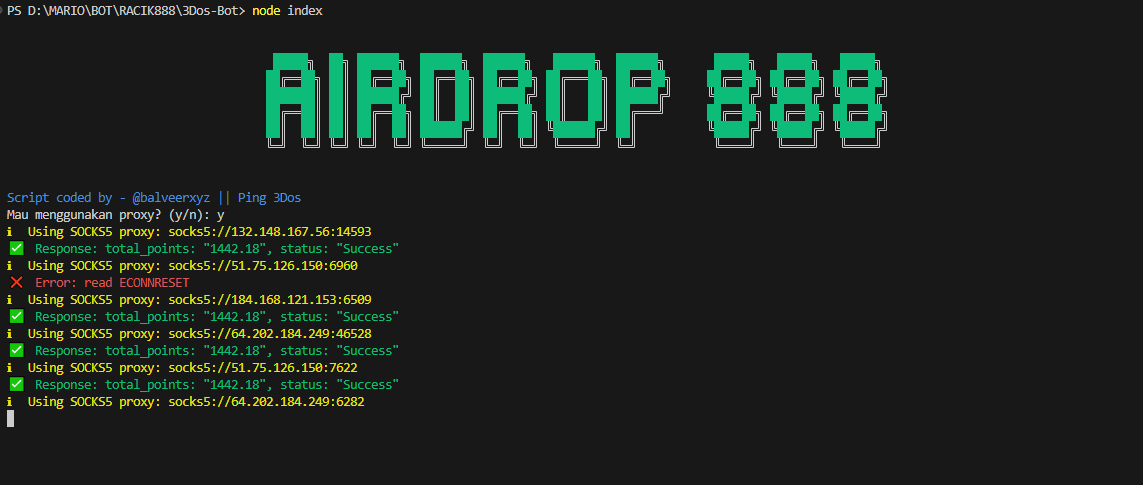 PS D:\MARIO\BOT\RACIK888\3Dos-Bot> node index
AIRDROP 888
Script coded by - @balveerxyz || Ping 3Dos
Mau menggunakan proxy? (y/n): y
ℹ Using SOCKS5 proxy: socks5://132.148.167.56:14593
✅ Response: total_points: "1442.18", status: "Success"
ℹ Using SOCKS5 proxy: socks5://51.75.126.150:6960
❌ Error: read ECONNRESET
ℹ Using SOCKS5 proxy: socks5://184.168.121.153:6509
✅ Response: total_points: "1442.18", status: "Success"
ℹ Using SOCKS5 proxy: socks5://64.202.184.249:46528
✅ Response: total_points: "1442.18", status: "Success"
ℹ Using SOCKS5 proxy: socks5://51.75.126.150:7622
✅ Response: total_points: "1442.18", status: "Success"
ℹ Using SOCKS5 proxy: socks5://64.202.184.249:6282